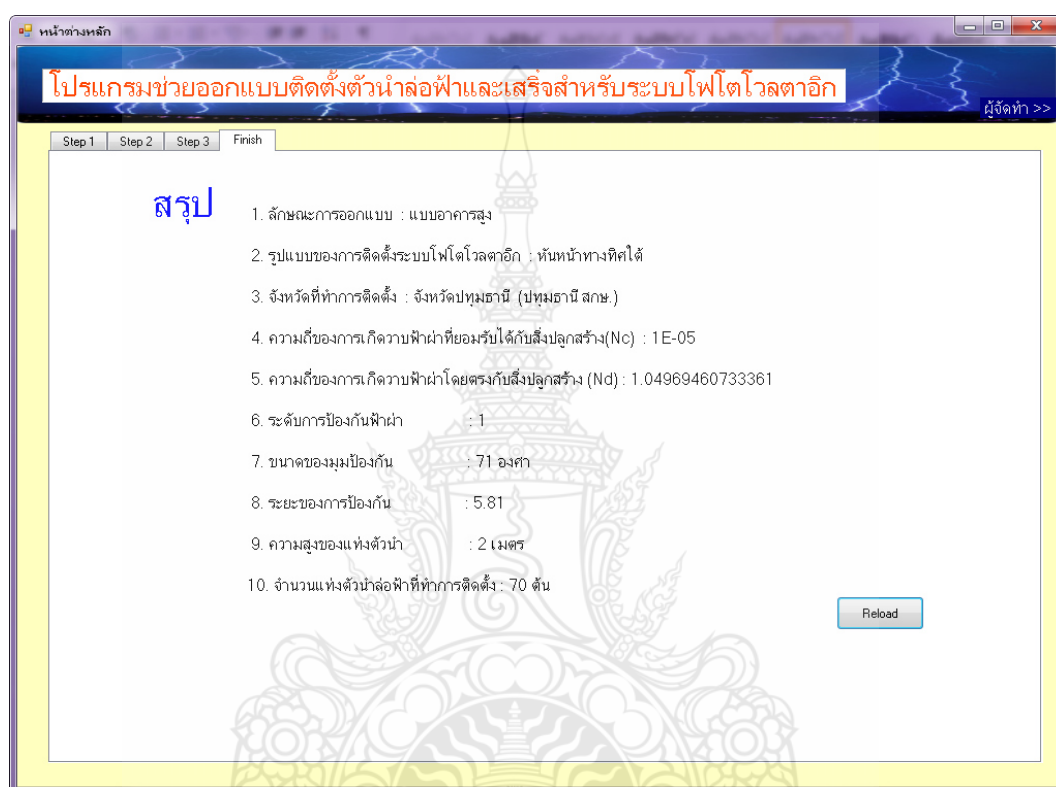 หน้าต่างหลัก
โปรแกรมช่วยออกแบบติดตั้งตัวนำล่อฟ้าและเสริจสำหรับระบบโฟโตโวลตาอิก
ผู้จัดทำ >>
Step 1 Step 2 Step 3 Finish
สรุป
1. ลักษณะการออกแบบ : แบบอาคารสูง
2. รูปแบบของการติดตั้งระบบโฟโตโวลตาอิก : หันหน้าทางทิศใต้
3. จังหวัดที่ทำการติดตั้ง : จังหวัดปทุมธานี (ปทุมธานี สกษ.)
4. ความถี่ของการเกิดวาบฟ้าผ่าที่ยอมรับได้กับสิ่งปลูกสร้าง(Nc) : 1E-05
5. ความถี่ของการเกิดวาบฟ้าผ่าโดยตรงกับสิ่งปลูกสร้าง (Nd) : 1.04969460733361
6. ระดับการป้องกันฟ้าผ่า : 1
7. ขนาดของมุมป้องกัน : 71 องศา
8. ระยะของการป้องกัน : 5.81
9. ความสูงของแท่งตัวนำ : 2 เมตร
10. จำนวนแท่งตัวนำล่อฟ้าที่ทำการติดตั้ง : 70 ต้น
Reload